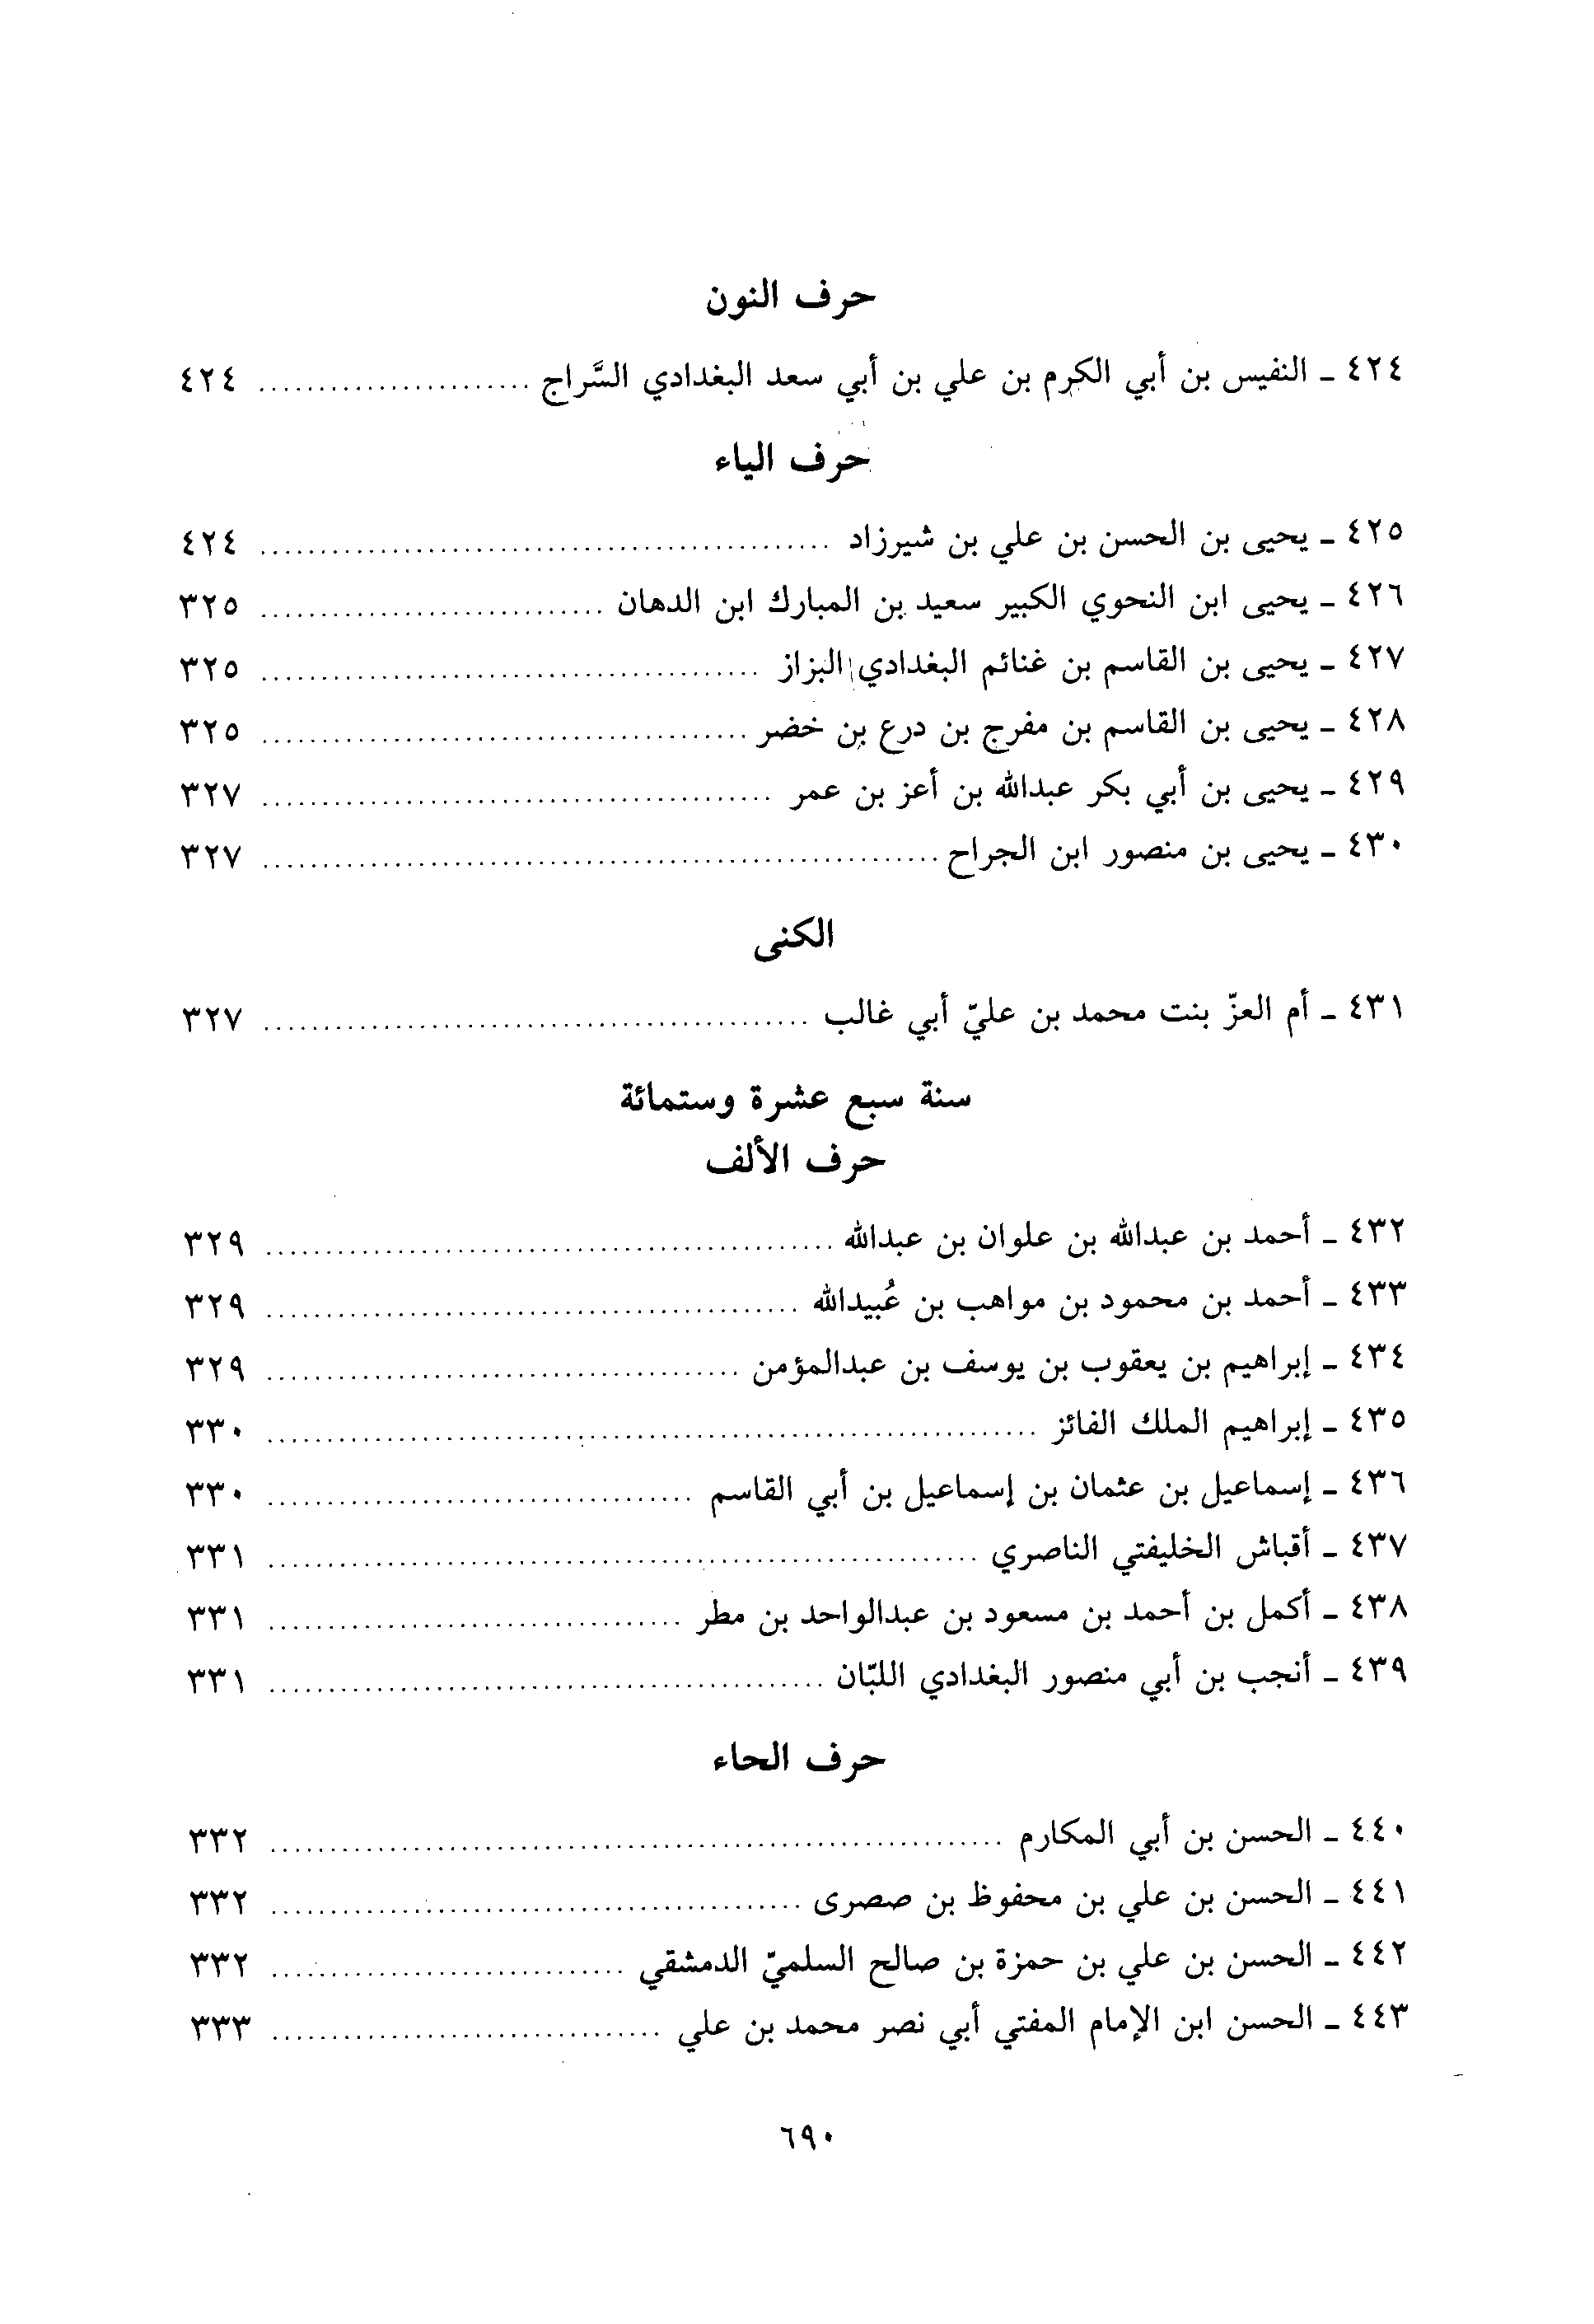 حرف النون
٤٢٤ - النفيس بن أبي الكرم بن علي بن أبي سعد البغدادي السَّراج ...................... ٤٢٤
حرف الياء
٤٢٥ - يحيى بن الحسن بن علي بن شيرزاد ...................... ٤٢٤
٤٢٦ - يحيى ابن النحوي الكبير سعيد بن المبارك ابن الدهان ...................... ٣٢٥
٤٢٧ - يحيى بن القاسم بن غنائم البغدادي البزاز ...................... ٣٢٥
٤٢٨ - يحيى بن القاسم بن مفرج بن درع بن خضر ...................... ٣٢٥
٤٢٩ - يحيى بن أبي بكر عبدالله بن أعز بن عمر ...................... ٣٢٧
٤٣٠ - يحيى بن منصور ابن الجراح ...................... ٣٢٧
الكنى
٤٣١ - أم العزّ بنت محمد بن عليّ أبي غالب ...................... ٣٢٧
سنة سبع عشرة وستمائة
حرف الألف
٤٣٢ - أحمد بن عبدالله بن علوان بن عبدالله ...................... ٣٢٩
٤٣٣ - أحمد بن محمود بن مواهب بن عُبيدالله ...................... ٣٢٩
٤٣٤ - إبراهيم بن يعقوب بن يوسف بن عبدالمؤمن ...................... ٣٢٩
٤٣٥ - إبراهيم الملك الفائز ...................... ٣٣٠
٤٣٦ - إسماعيل بن عثمان بن إسماعيل بن أبي القاسم ...................... ٣٣٠
٤٣٧ - أقباش الخليفتي الناصري ...................... ٣٣١
٤٣٨ - أكمل بن أحمد بن مسعود بن عبدالواحد بن مطر ...................... ٣٣١
٤٣٩ - أنجب بن أبي منصور البغدادي اللبّان ...................... ٣٣١
حرف الحاء
٤٤٠ - الحسن بن أبي المكارم ...................... ٣٣٢
٤٤١ - الحسن بن علي بن محفوظ بن صصرى ...................... ٣٣٢
٤٤٢ - الحسن بن علي بن حمزة بن صالح السلميّ الدمشقي ...................... ٣٣٢
٤٤٣ - الحسن ابن الإمام المفتي أبي نصر محمد بن علي ...................... ٣٣٣
٦٩٠